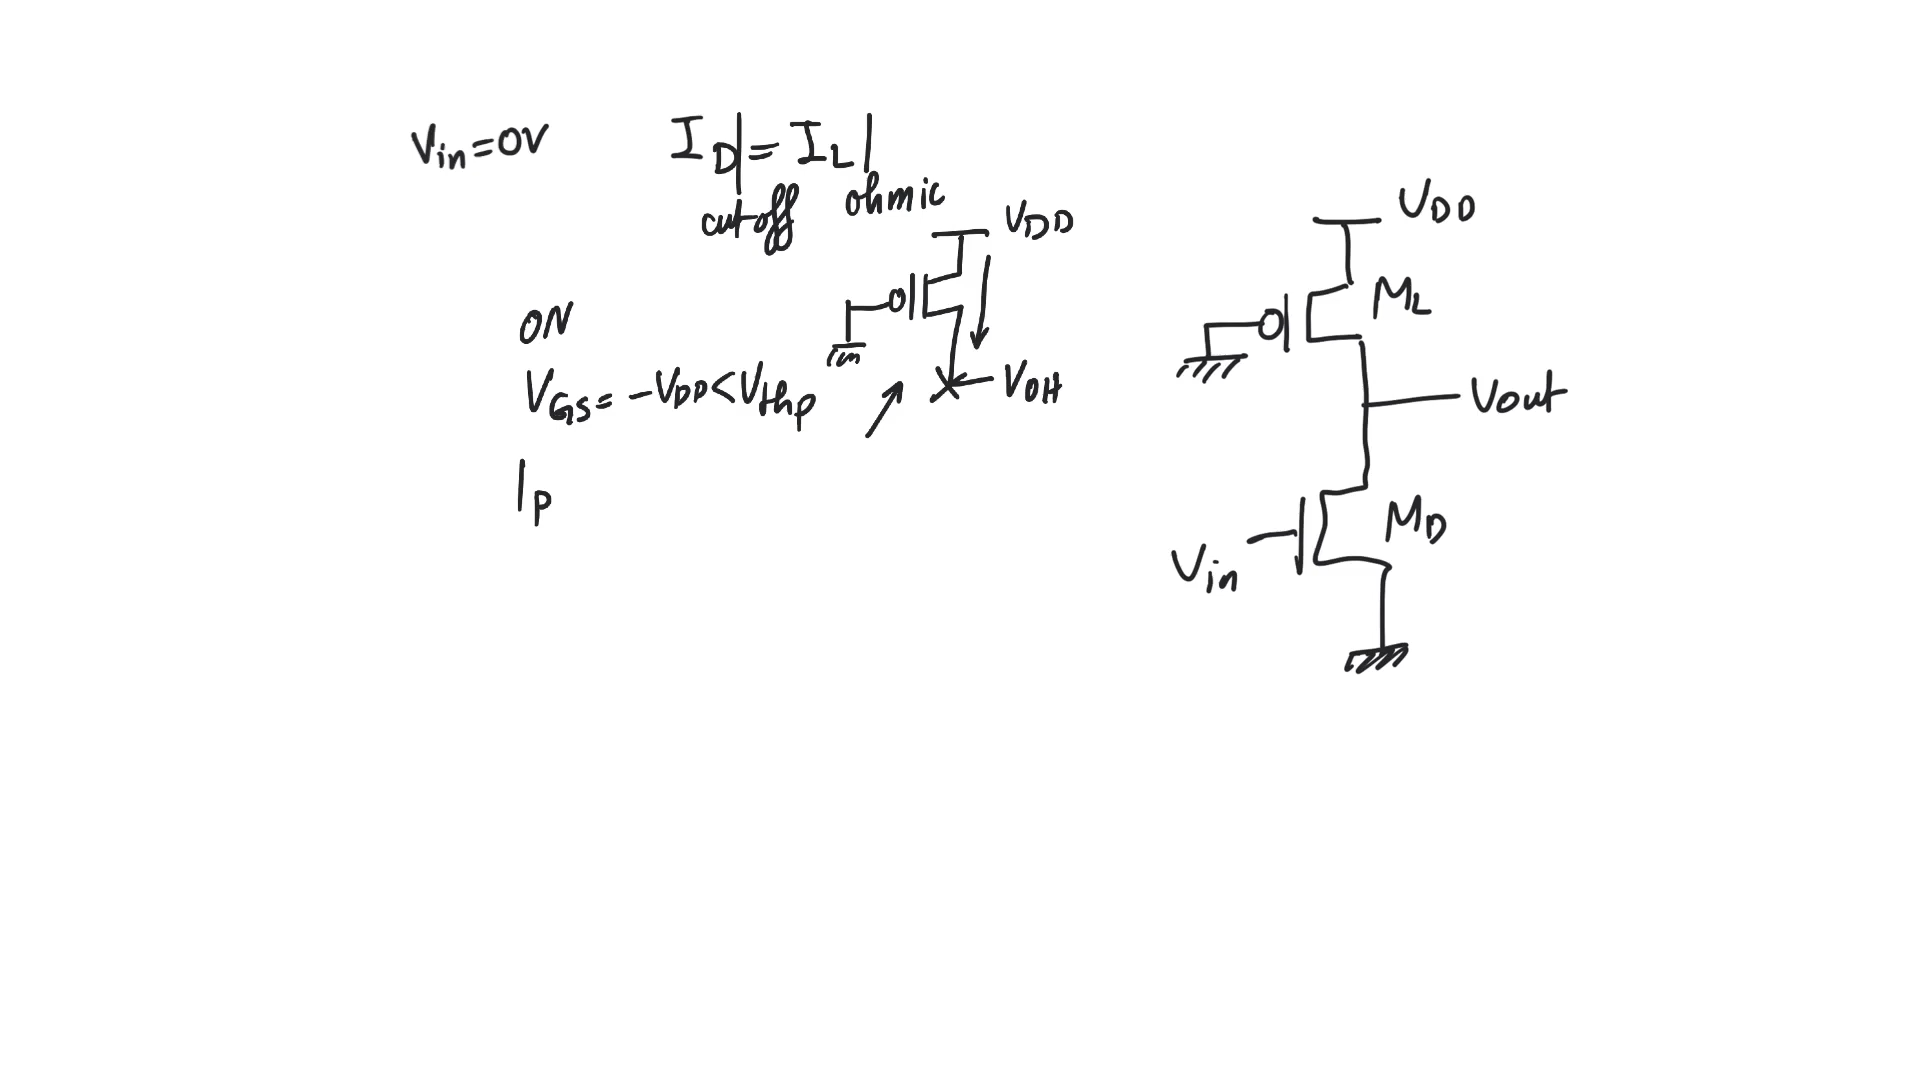 Vin=0V
ID|cutoff = IL|ohmic
VDD
ON
VGS=-VDD<Vthp
VOH
Ip
VDD
ML
Vout
MD
Vin